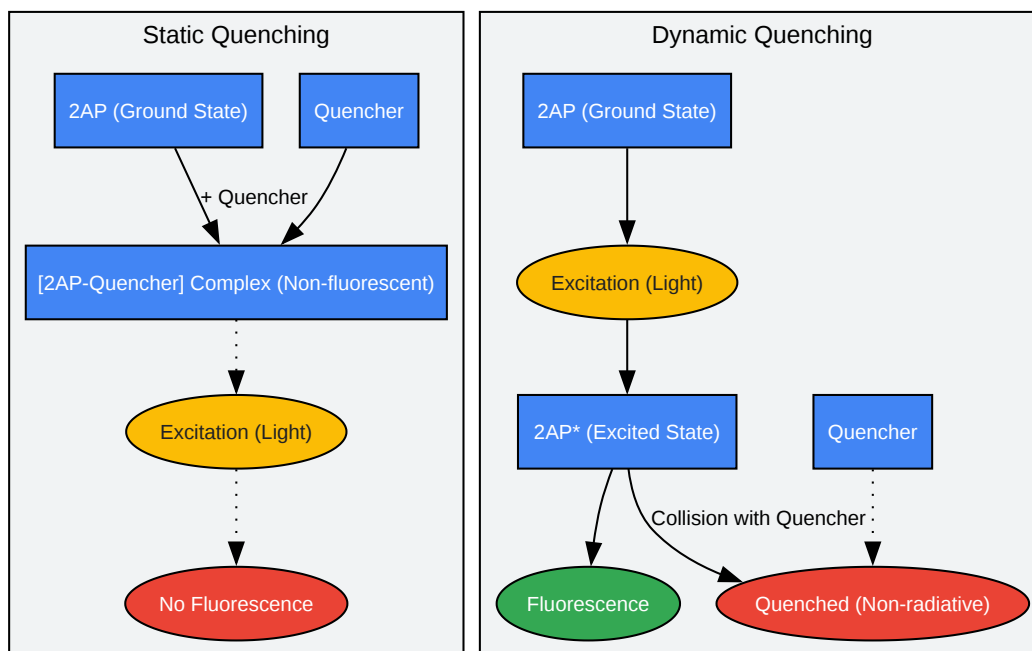 Static Quenching
2AP (Ground State)
Quencher
+ Quencher
[2AP-Quencher] Complex (Non-fluorescent)
Excitation (Light)
No Fluorescence
Dynamic Quenching
2AP (Ground State)
Excitation (Light)
2AP* (Excited State)
Quencher
Collision with Quencher
Fluorescence
Quenched (Non-radiative)